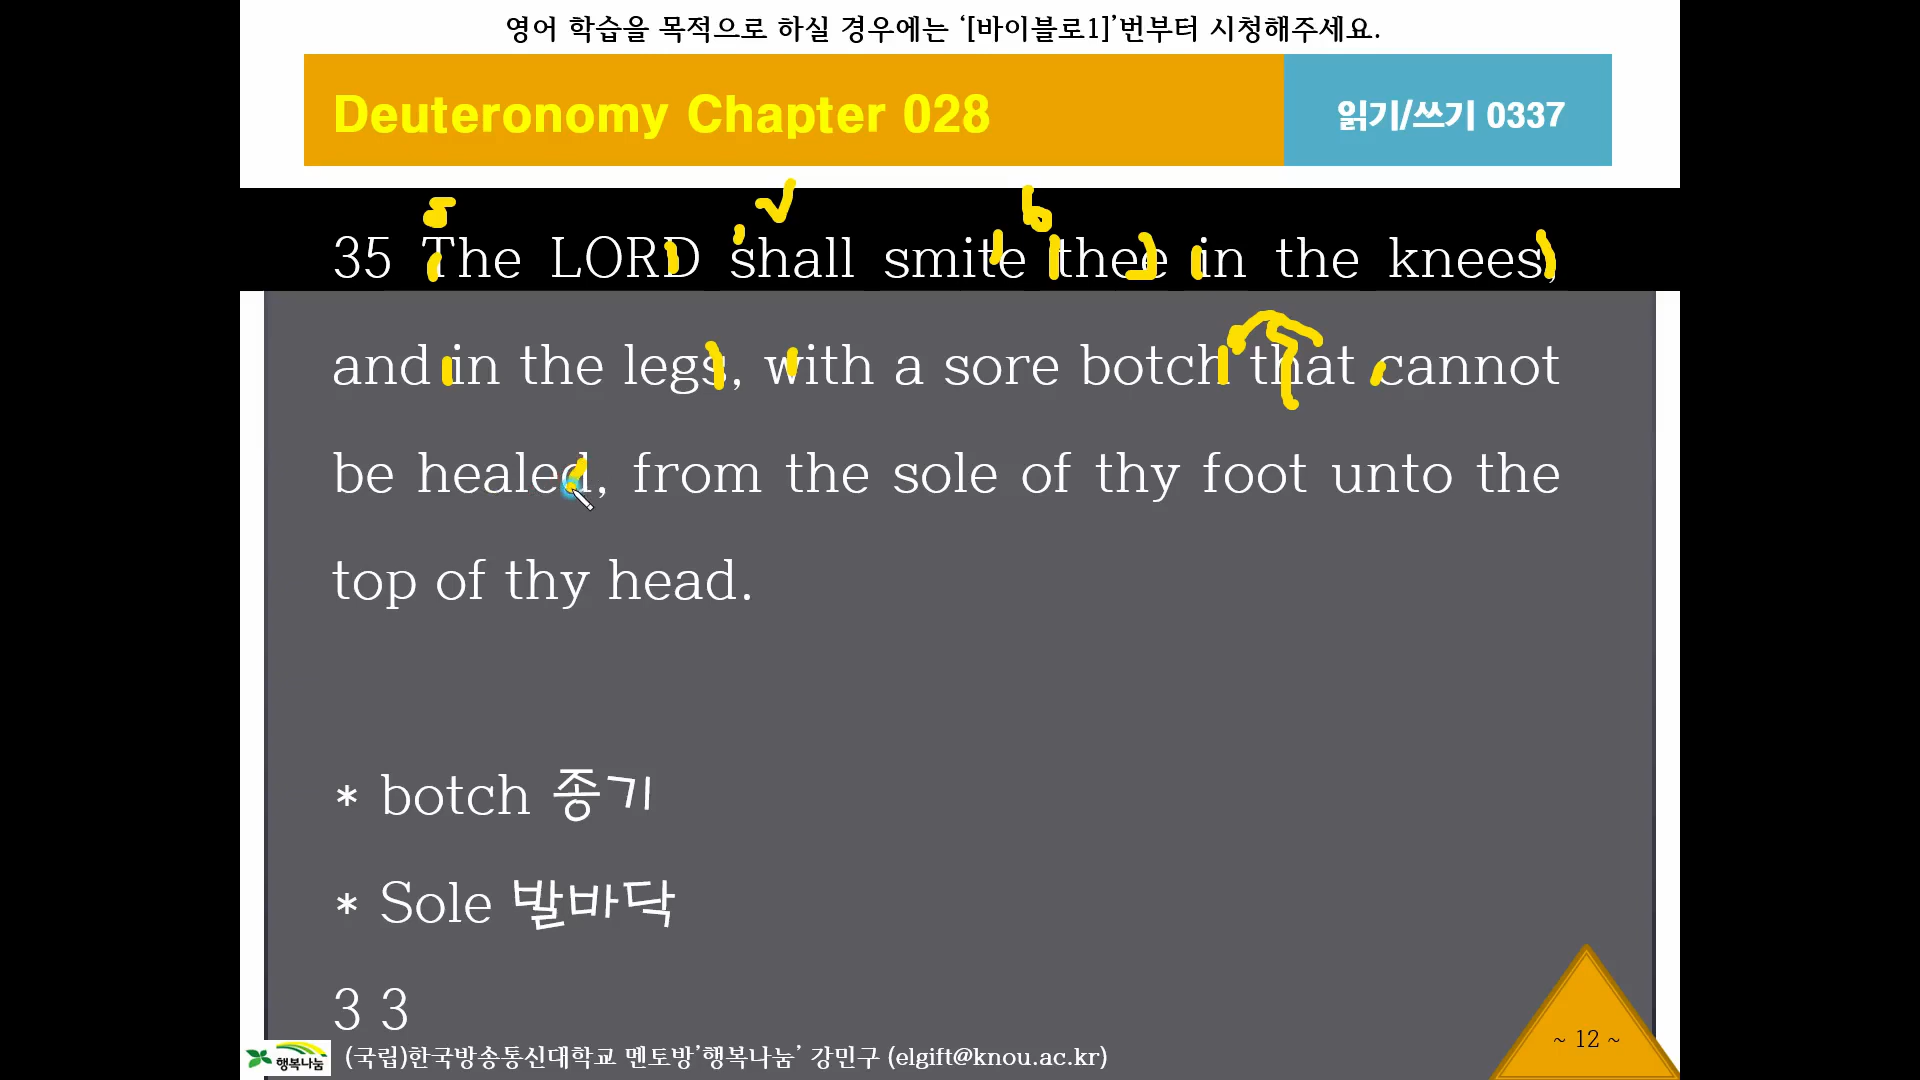 영어 학습을 목적으로 하실 경우에는 ‘[바이블로1]’번부터 시청해주세요.
Deuteronomy Chapter 028
읽기/쓰기 0337
35 The LORD shall smite thee in the knees,
and in the legs, with a sore botch that cannot
be healed, from the sole of thy foot unto the
top of thy head.
* botch 종기
* Sole 발바닥
3 3
~ 12 ~
행복나눔
(국립)한국방송통신대학교 멘토방’행복나눔’ 강민구 (elgift@knou.ac.kr)